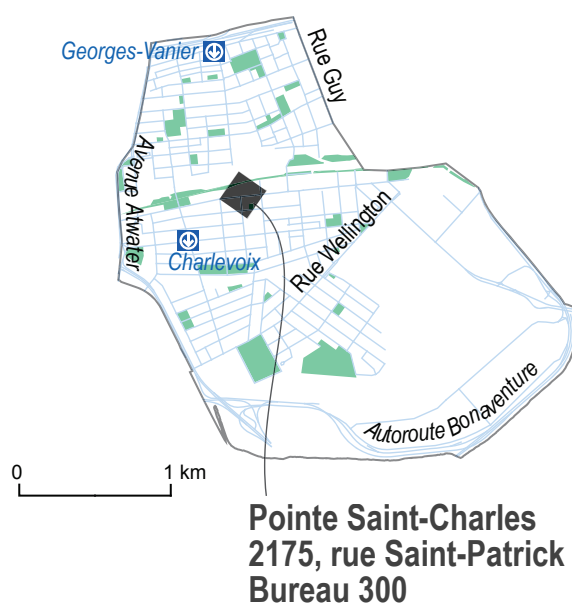 Georges-Vanier
Rue Guy
Avenue Atwater
Rue Wellington
Charlevoix
Autoroute Bonaventure
0 1 km
Pointe Saint-Charles
2175, rue Saint-Patrick
Bureau 300